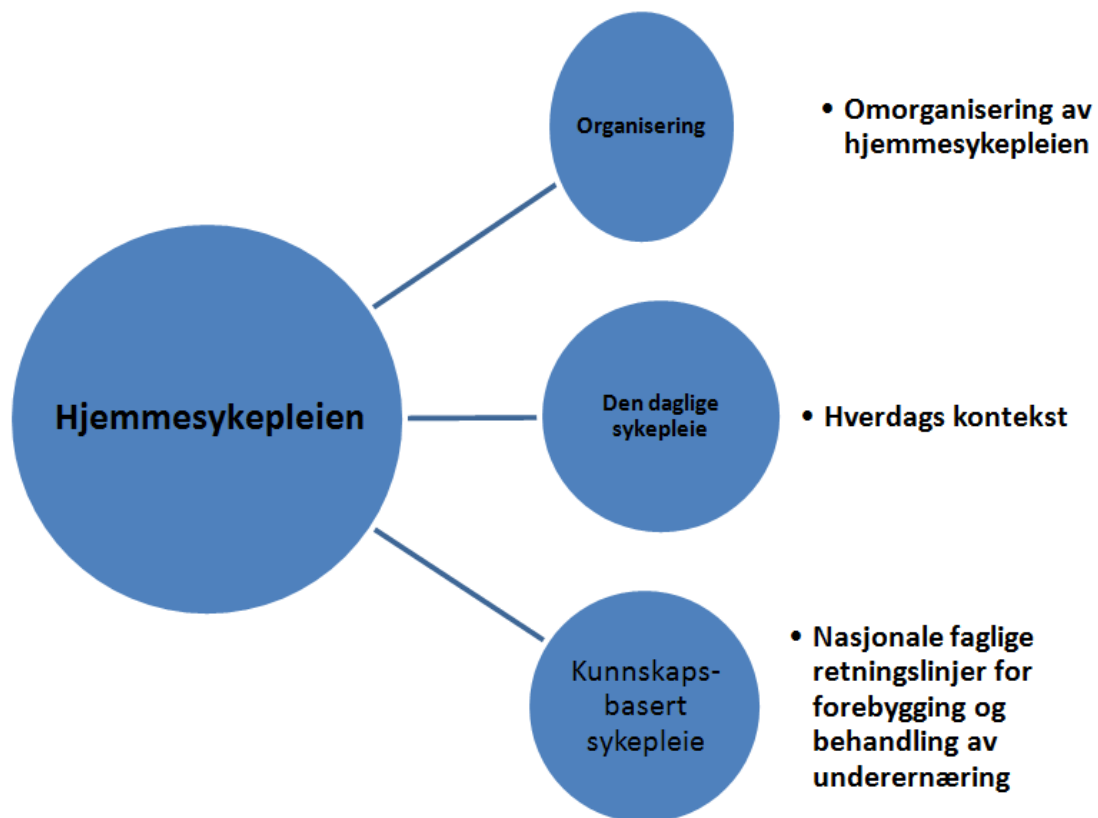 Organisering
• Omorganisering av
hjemmesykepleien
Hjemmesykepleien
Den daglige
sykepleie
• Hverdags kontekst
Kunnskaps-
basert
sykepleie
• Nasjonale faglige
retningslinjer for
forebygging og
behandling av
underernæring